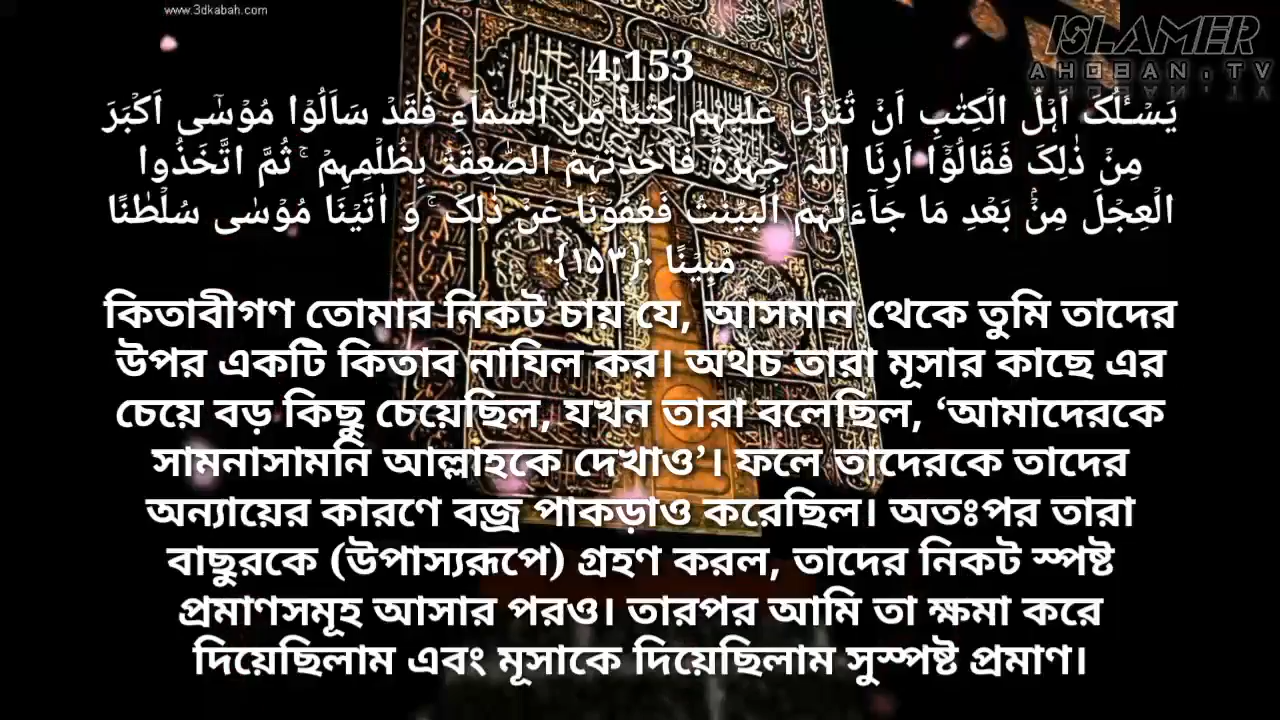 www.3dkabah.com
ISLAMER
AHOBAN.TV
4:153
یَسْـَٔلُکَ اَہْلُ الْکِتٰبِ اَنْ تُنَزِّلَ عَلَیْہِمْ کِتٰبًا مِّنَ السَّمَآءِ فَقَدْ سَاَلُوْا مُوْسٰۤی اَکْبَرَ
مِنْ ذٰلِکَ فَقَالُوْۤا اَرِنَا اللّٰہَ جَہْرَۃً فَاَخَذَتْہُمُ الصّٰعِقَۃُ بِظُلْمِہِمْ ۚ ثُمَّ اتَّخَذُوا
الْعِجْلَ مِنْۢ بَعْدِ مَا جَآءَتْہُمُ الْبَیِّنٰتُ فَعَفَوْنَا عَنْ ذٰلِکَ ۚ وَ اٰتَیْنَا مُوْسٰی سُلْطٰنًا
مُّبِیْنًا ﴿۱۵۳﴾
কিতাবীগণ তোমার নিকট চায় যে, আসমান থেকে তুমি তাদের
উপর একটি কিতাব নাযিল কর। অথচ তারা মূসার কাছে এর
চেয়ে বড় কিছু চেয়েছিল, যখন তারা বলেছিল, ‘আমাদেরকে
সামনাসামনি আল্লাহকে দেখাও’। ফলে তাদেরকে তাদের
অন্যায়ের কারণে বজ্র পাকড়াও করেছিল। অতঃপর তারা
বাছুরকে (উপাস্যরূপে) গ্রহণ করল, তাদের নিকট স্পষ্ট
প্রমাণসমূহ আসার পরও। তারপর আমি তা ক্ষমা করে
দিয়েছিলাম এবং মূসাকে দিয়েছিলাম সুস্পষ্ট প্রমাণ।